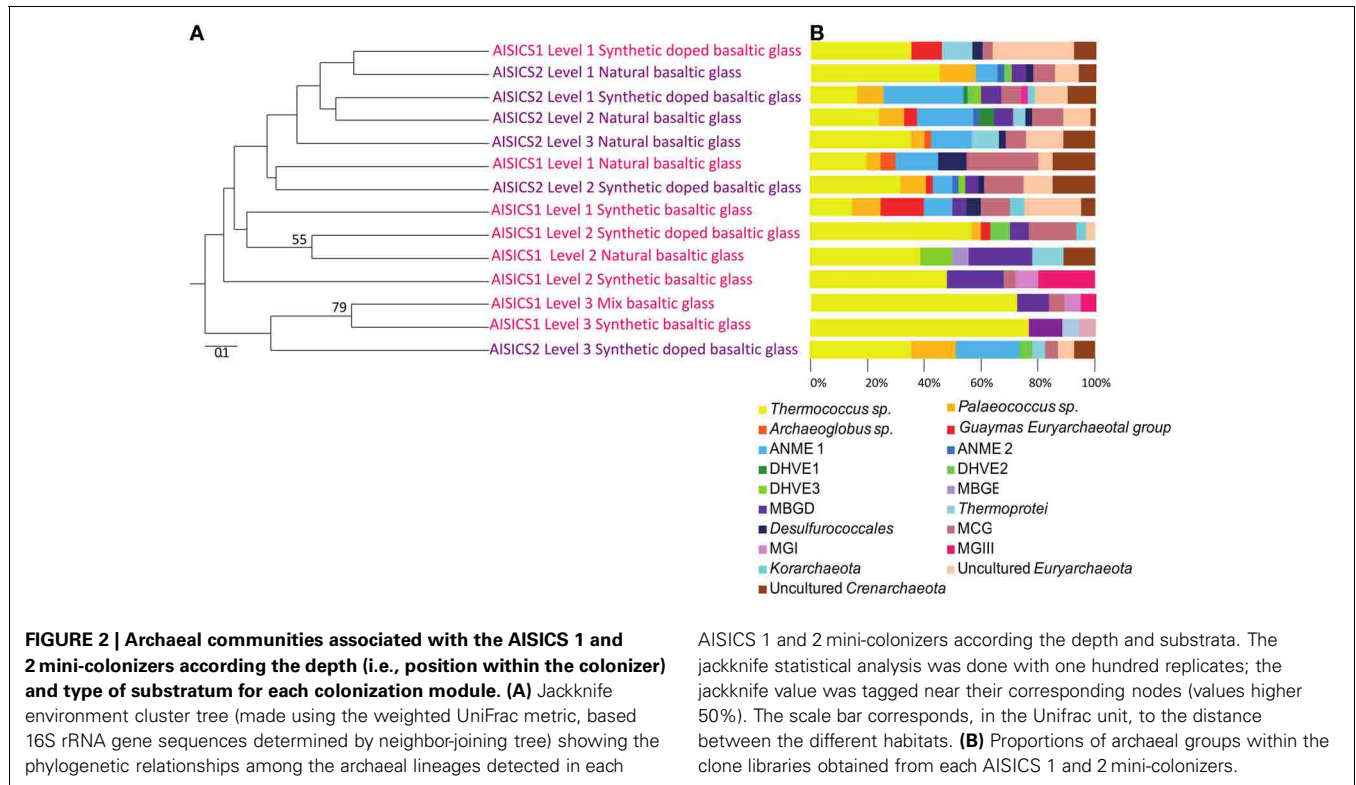 A
B
AISICS1 Level 1 Synthetic doped basaltic glass
AISICS2 Level 1 Natural basaltic glass
AISICS2 Level 1 Synthetic doped basaltic glass
AISICS2 Level 2 Natural basaltic glass
AISICS2 Level 3 Natural basaltic glass
AISICS1 Level 1 Natural basaltic glass
AISICS2 Level 2 Synthetic doped basaltic glass
AISICS1 Level 1 Synthetic basaltic glass
55
AISICS1 Level 2 Synthetic doped basaltic glass
AISICS1 Level 2 Natural basaltic glass
AISICS1 Level 2 Synthetic basaltic glass
79
AISICS1 Level 3 Mix basaltic glass
AISICS1 Level 3 Synthetic basaltic glass
AISICS2 Level 3 Synthetic doped basaltic glass
0.1
0% 20% 40% 60% 80% 100%
Thermococcus sp. Palaeococcus sp.
Archaeoglobus sp. Guaymas Euryarchaeotal group
ANME 1 ANME 2
DHVE1 DHVE2
DHVE3 MBGE
MBGD Thermoprotei
Desulfurococcales MCG
MGI MGIII
Korarchaeota Uncultured Euryarchaeota
Uncultured Crenarchaeota
FIGURE 2 | Archaeal communities associated with the AISICS 1 and
2 mini-colonizers according the depth (i.e., position within the colonizer)
and type of substratum for each colonization module. (A) Jackknife
environment cluster tree (made using the weighted UniFrac metric, based
16S rRNA gene sequences determined by neighbor-joining tree) showing the
phylogenetic relationships among the archaeal lineages detected in each
AISICS 1 and 2 mini-colonizers according the depth and substrata. The
jackknife statistical analysis was done with one hundred replicates; the
jackknife value was tagged near their corresponding nodes (values higher
50%). The scale bar corresponds, in the Unifrac unit, to the distance
between the different habitats. (B) Proportions of archaeal groups within the
clone libraries obtained from each AISICS 1 and 2 mini-colonizers.